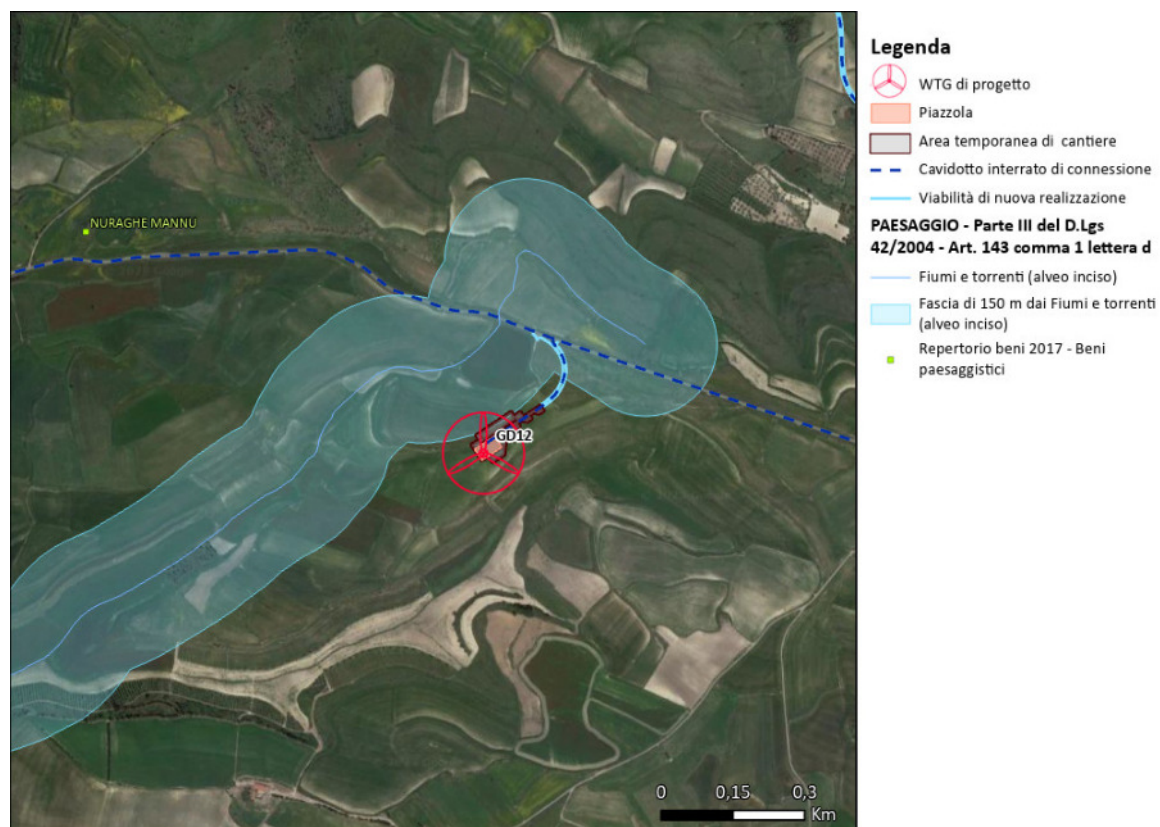 NURAGHE MANNU
GD12
0 0,15 0,3
Km
Legenda
WTG di progetto
Piazzola
Area temporanea di cantiere
Cavidotto interrato di connessione
Viabilità di nuova realizzazione
PAESAGGIO - Parte III del D.Lgs
42/2004 - Art. 143 comma 1 lettera d
Fiumi e torrenti (alveo inciso)
Fascia di 150 m dai Fiumi e torrenti
(alveo inciso)
Repertorio beni 2017 - Beni
paesaggistici